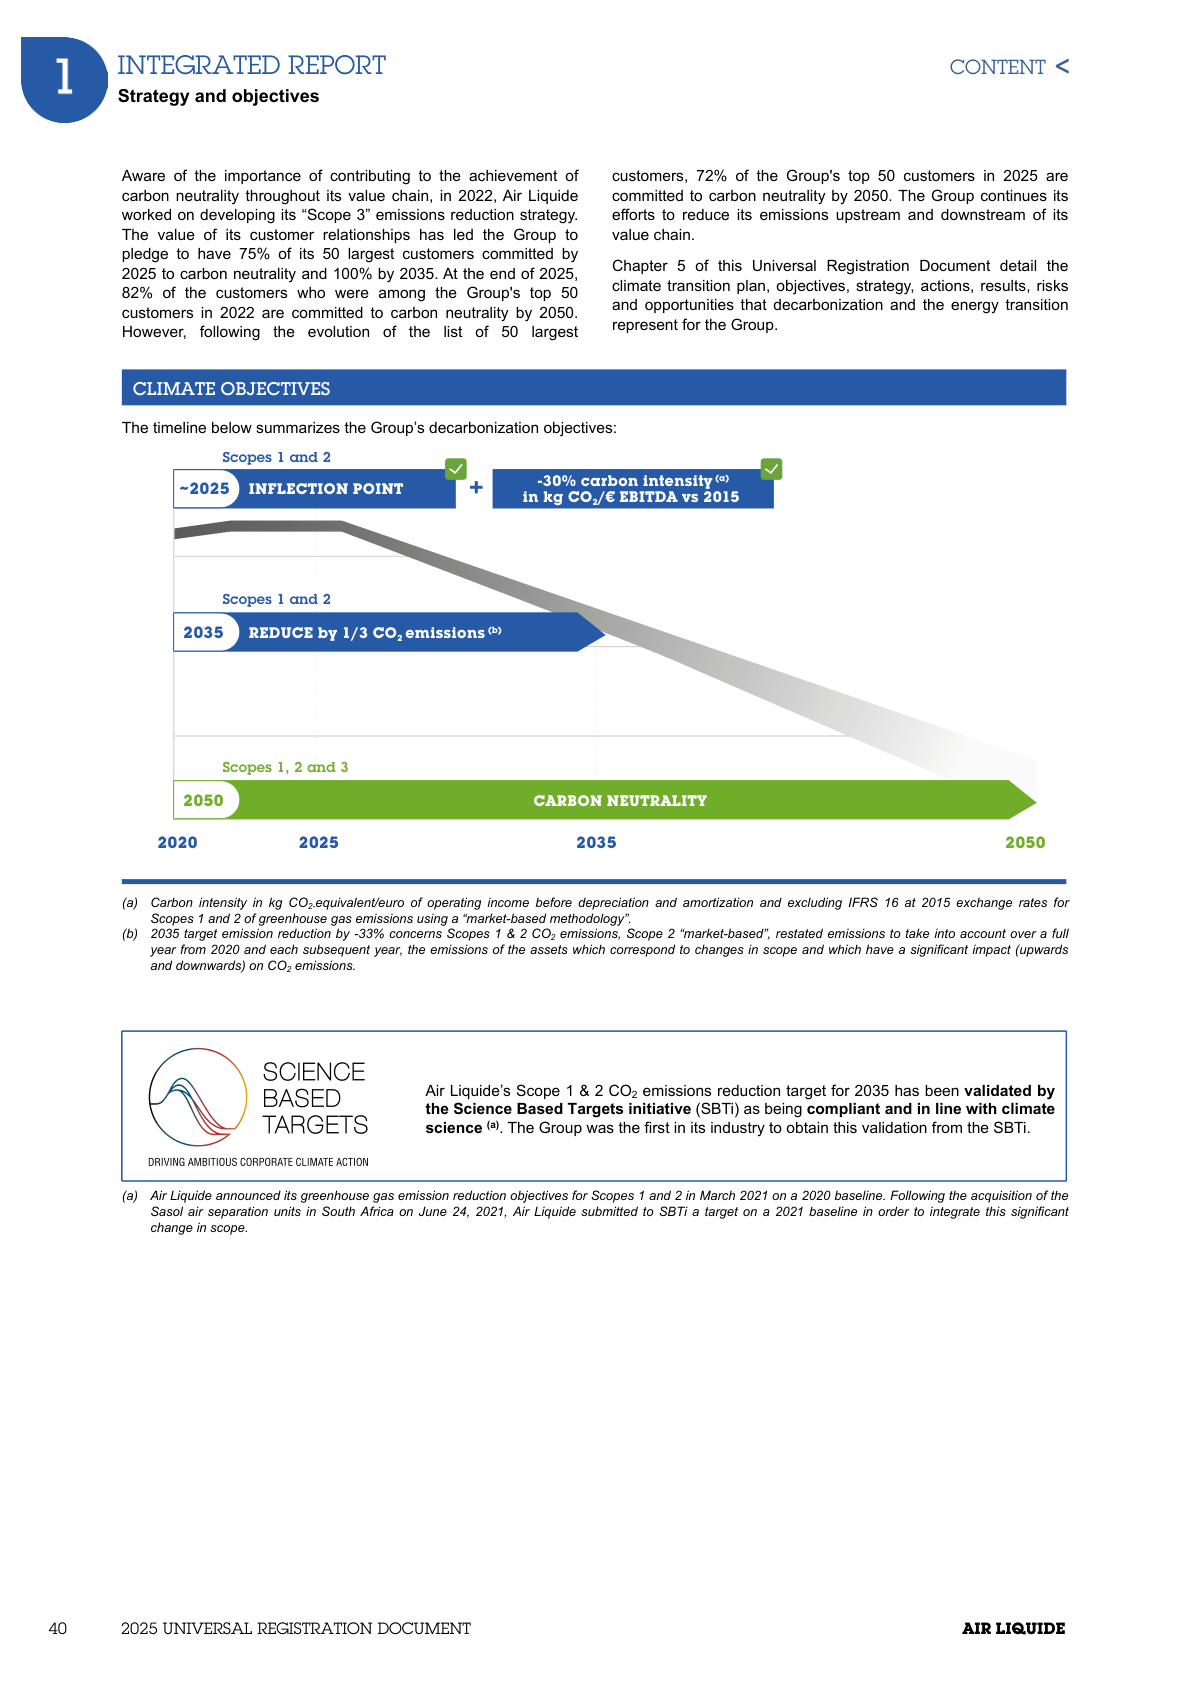 1
INTEGRATED REPORT
CONTENT <
Strategy and objectives
Aware of the importance of contributing to the achievement of
carbon neutrality throughout its value chain, in 2022, Air Liquide
worked on developing its “Scope 3” emissions reduction strategy.
The value of its customer relationships has led the Group to
pledge to have 75% of its 50 largest customers committed by
2025 to carbon neutrality and 100% by 2035. At the end of 2025,
82% of the customers who were among the Group's top 50
customers in 2022 are committed to carbon neutrality by 2050.
However, following the evolution of the list of 50 largest
customers, 72% of the Group's top 50 customers in 2025 are
committed to carbon neutrality by 2050. The Group continues its
efforts to reduce its emissions upstream and downstream of its
value chain.
Chapter 5 of this Universal Registration Document detail the
climate transition plan, objectives, strategy, actions, results, risks
and opportunities that decarbonization and the energy transition
represent for the Group.
CLIMATE OBJECTIVES
The timeline below summarizes the Group’s decarbonization objectives:
Scopes 1 and 2
~2025 INFLECTION POINT
+
-30% carbon intensity (a)
in kg CO2/€ EBITDA vs 2015
Scopes 1 and 2
2035 REDUCE by 1/3 CO2 emissions (b)
Scopes 1, 2 and 3
2050 CARBON NEUTRALITY
2020 2025 2035 2050
(a) Carbon intensity in kg CO2-equivalent/euro of operating income before depreciation and amortization and excluding IFRS 16 at 2015 exchange rates for
Scopes 1 and 2 of greenhouse gas emissions using a “market-based methodology”.
(b) 2035 target emission reduction by -33% concerns Scopes 1 & 2 CO2 emissions, Scope 2 “market-based”, restated emissions to take into account over a full
year from 2020 and each subsequent year, the emissions of the assets which correspond to changes in scope and which have a significant impact (upwards
and downwards) on CO2 emissions.
SCIENCE
BASED
TARGETS
DRIVING AMBITIOUS CORPORATE CLIMATE ACTION
Air Liquide’s Scope 1 & 2 CO2 emissions reduction target for 2035 has been validated by
the Science Based Targets initiative (SBTi) as being compliant and in line with climate
science (a). The Group was the first in its industry to obtain this validation from the SBTi.
(a) Air Liquide announced its greenhouse gas emission reduction objectives for Scopes 1 and 2 in March 2021 on a 2020 baseline. Following the acquisition of the
Sasol air separation units in South Africa on June 24, 2021, Air Liquide submitted to SBTi a target on a 2021 baseline in order to integrate this significant
change in scope.
40 2025 UNIVERSAL REGISTRATION DOCUMENT AIR LIQUIDE